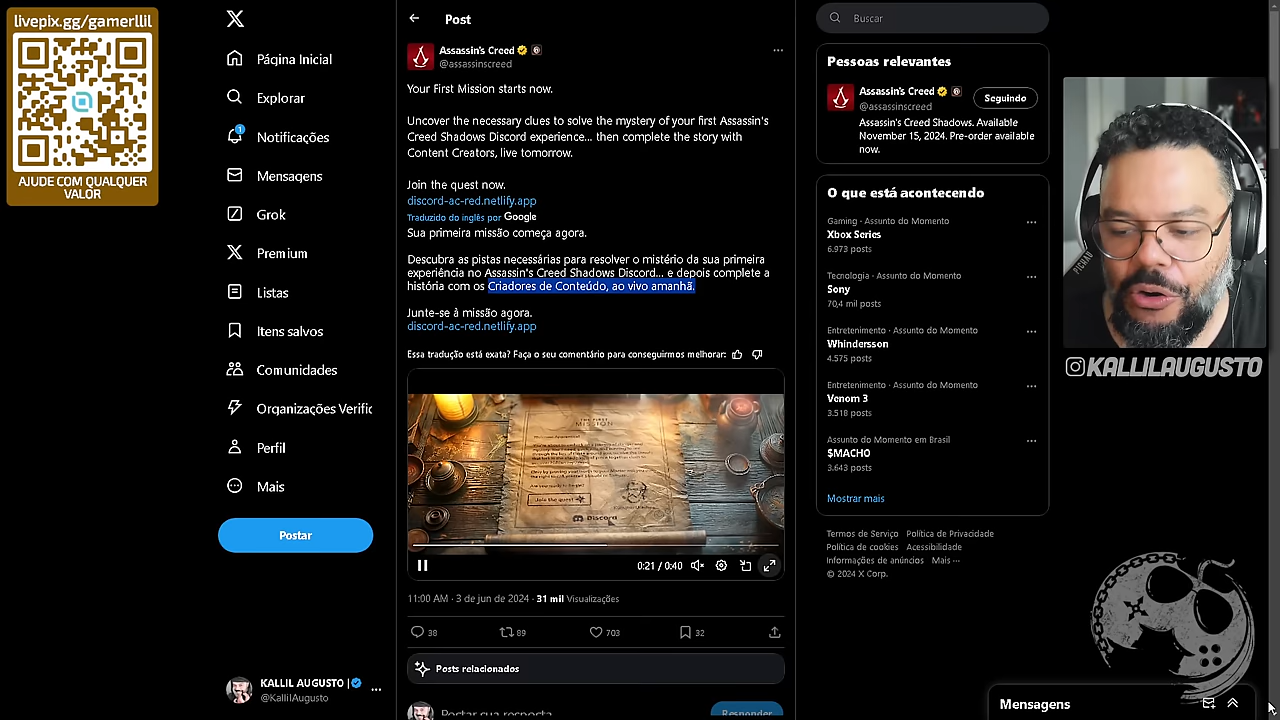 livepix.gg/gamerllil
AJUDE COM QUALQUER
VALOR
Página Inicial
Explorar
1
Notificações
Mensagens
Grok
Premium
Listas
Itens salvos
Comunidades
Organizações Verific
Perfil
Mais
Postar
KALLIL AUGUSTO |
@KallilAugusto
Post
Assassin's Creed
@assassinscreed
Your First Mission starts now.
Uncover the necessary clues to solve the mystery of your first Assassin's
Creed Shadows Discord experience... then complete the story with
Content Creators, live tomorrow.
Join the quest now.
discord-ac-red.netlify.app
Traduzido do inglês por Google
Sua primeira missão começa agora.
Descubra as pistas necessárias para resolver o mistério da sua primeira
experiência no Assassin's Creed Shadows Discord... e depois complete a
história com os Criadores de Conteúdo, ao vivo amanhã.
Junte-se à missão agora.
discord-ac-red.netlify.app
Essa tradução está exata? Faça o seu comentário para conseguirmos melhorar:
THE FIRST
MISSION
Join the quest
Discord
0:21 / 0:40
11:00 AM · 3 de jun de 2024 · 31 mil Visualizações
38
89
703
32
Posts relacionados
Postar sua resposta
Responder
Buscar
Pessoas relevantes
Assassin's Creed
@assassinscreed
Seguindo
Assassin's Creed Shadows. Available
November 15, 2024. Pre-order available
now.
O que está acontecendo
Gaming · Assunto do Momento
Xbox Series
6.973 posts
Tecnologia · Assunto do Momento
Sony
70,4 mil posts
Entretenimento · Assunto do Momento
Whindersson
4.575 posts
Entretenimento · Assunto do Momento
Venom 3
3.518 posts
Assunto do Momento em Brasil
$MACHO
3.643 posts
Mostrar mais
Termos de Serviço Política de Privacidade
Política de cookies Acessibilidade
Informações de anúncios Mais ···
© 2024 X Corp.
Mensagens
PICHAU
KALLILAUGUSTO